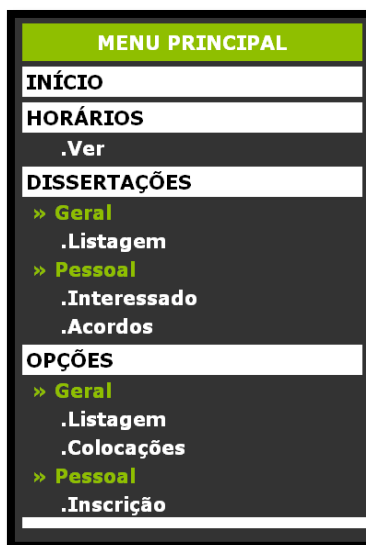 MENU PRINCIPAL
INÍCIO
HORÁRIOS
.Ver
DISSERTAÇÕES
» Geral
.Listagem
» Pessoal
.Interessado
.Acordos
OPÇÕES
» Geral
.Listagem
.Colocações
» Pessoal
.Inscrição